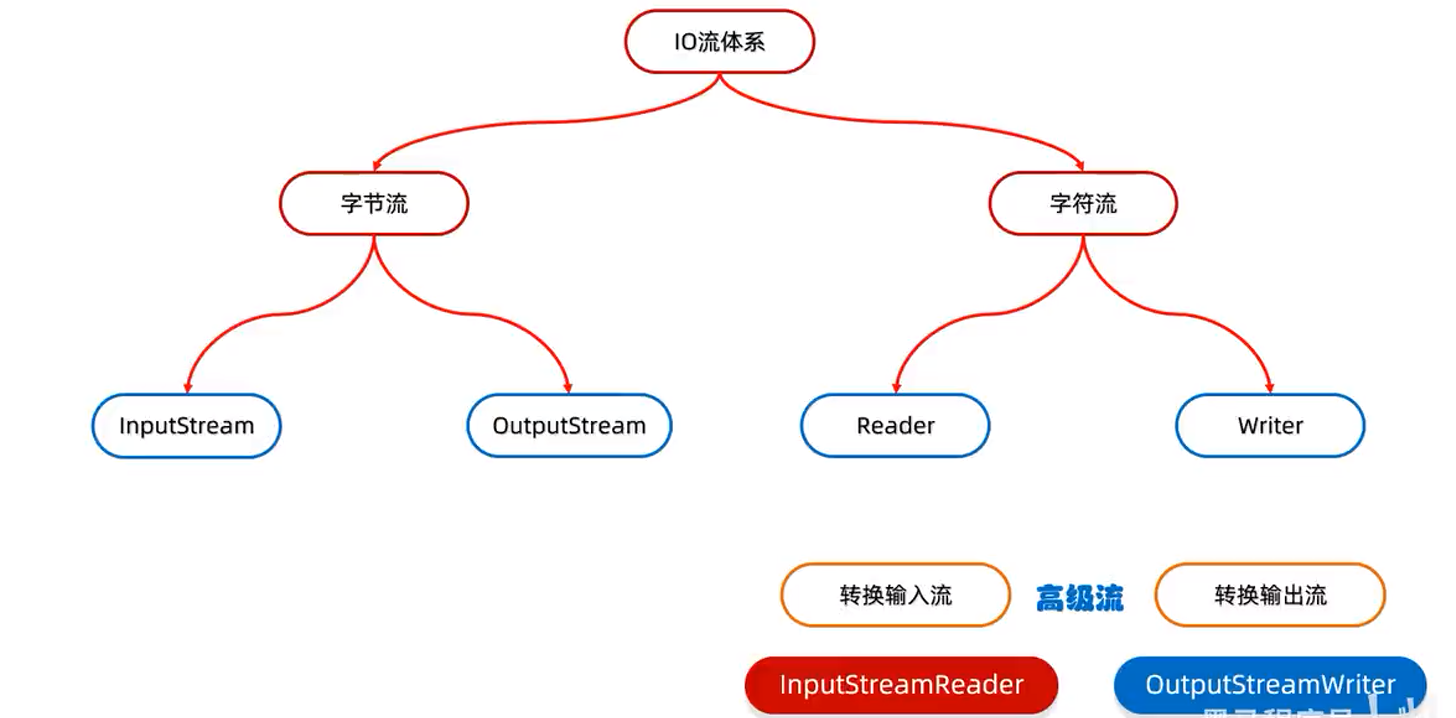 IO流体系
字节流
字符流
InputStream
OutputStream
Reader
Writer
转换输入流
高级流
转换输出流
InputStreamReader
OutputStreamWriter